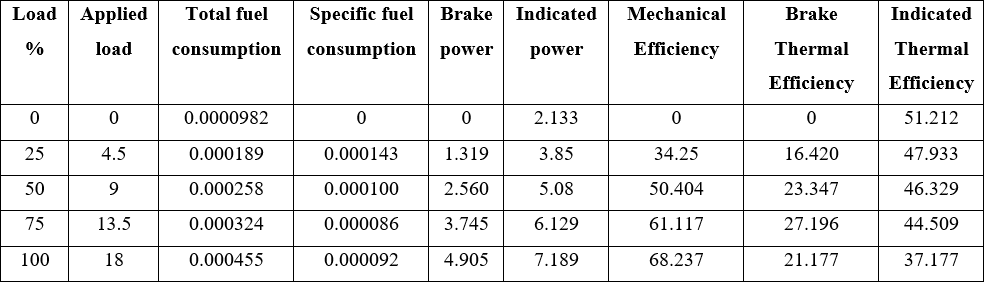 Load % Applied load Total fuel consumption Specific fuel consumption Brake power Indicated power Mechanical Efficiency Brake Thermal Efficiency Indicated Thermal Efficiency
0 0 0.0000982 0 0 2.133 0 0 51.212
25 4.5 0.000189 0.000143 1.319 3.85 34.25 16.420 47.933
50 9 0.000258 0.000100 2.560 5.08 50.404 23.347 46.329
75 13.5 0.000324 0.000086 3.745 6.129 61.117 27.196 44.509
100 18 0.000455 0.000092 4.905 7.189 68.237 21.177 37.177